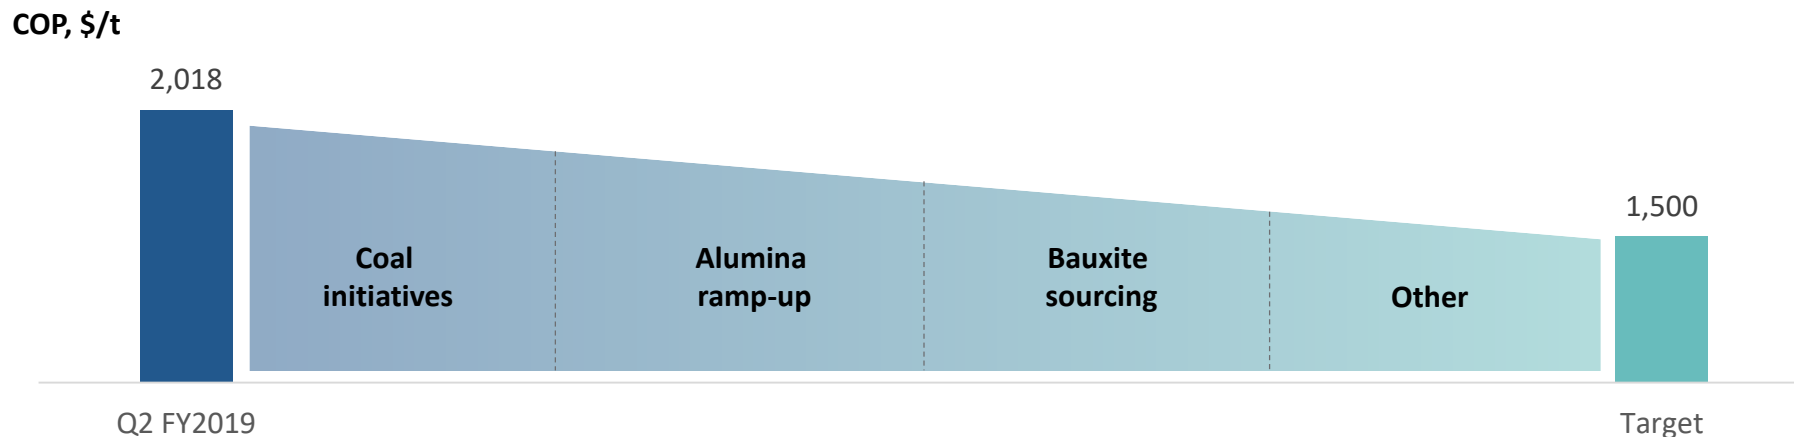 COP, $/t
2,018
1,500
Coal
initiatives
Alumina
ramp-up
Bauxite
sourcing
Other
Q2 FY2019
Target